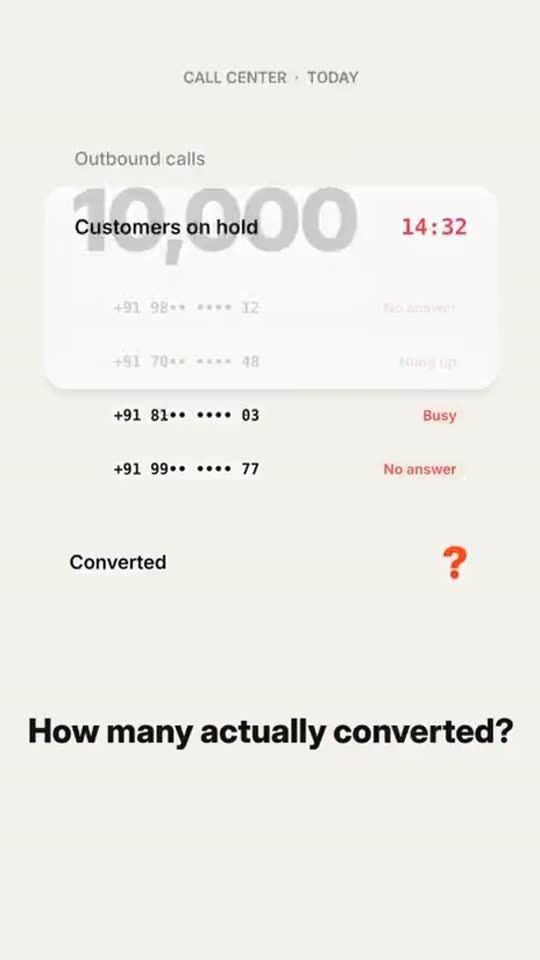 CALL CENTER · TODAY
Outbound calls
10,000
Customers on hold 14:32
+91 98•• •••• 12 No answer
+91 70•• •••• 48 Hung up
+91 81•• •••• 03 Busy
+91 99•• •••• 77 No answer
Converted ?
How many actually converted?